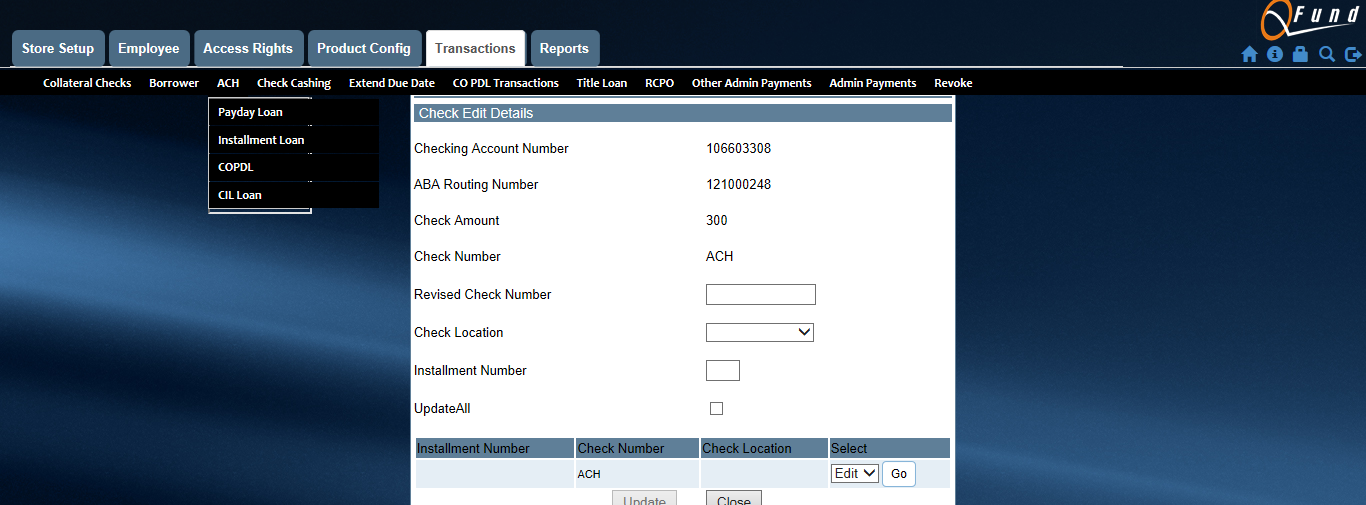 QFund
Store Setup Employee Access Rights Product Config Transactions Reports
Collateral Checks Borrower ACH Check Cashing Extend Due Date CO PDL Transactions Title Loan RCPO Other Admin Payments Admin Payments Revoke
Payday Loan
Installment Loan
COPDL
CIL Loan
Check Edit Details
Checking Account Number 106603308
ABA Routing Number 121000248
Check Amount 300
Check Number ACH
Revised Check Number
Check Location
Installment Number
UpdateAll
Installment Number Check Number Check Location Select
ACH Edit Go
Update Close